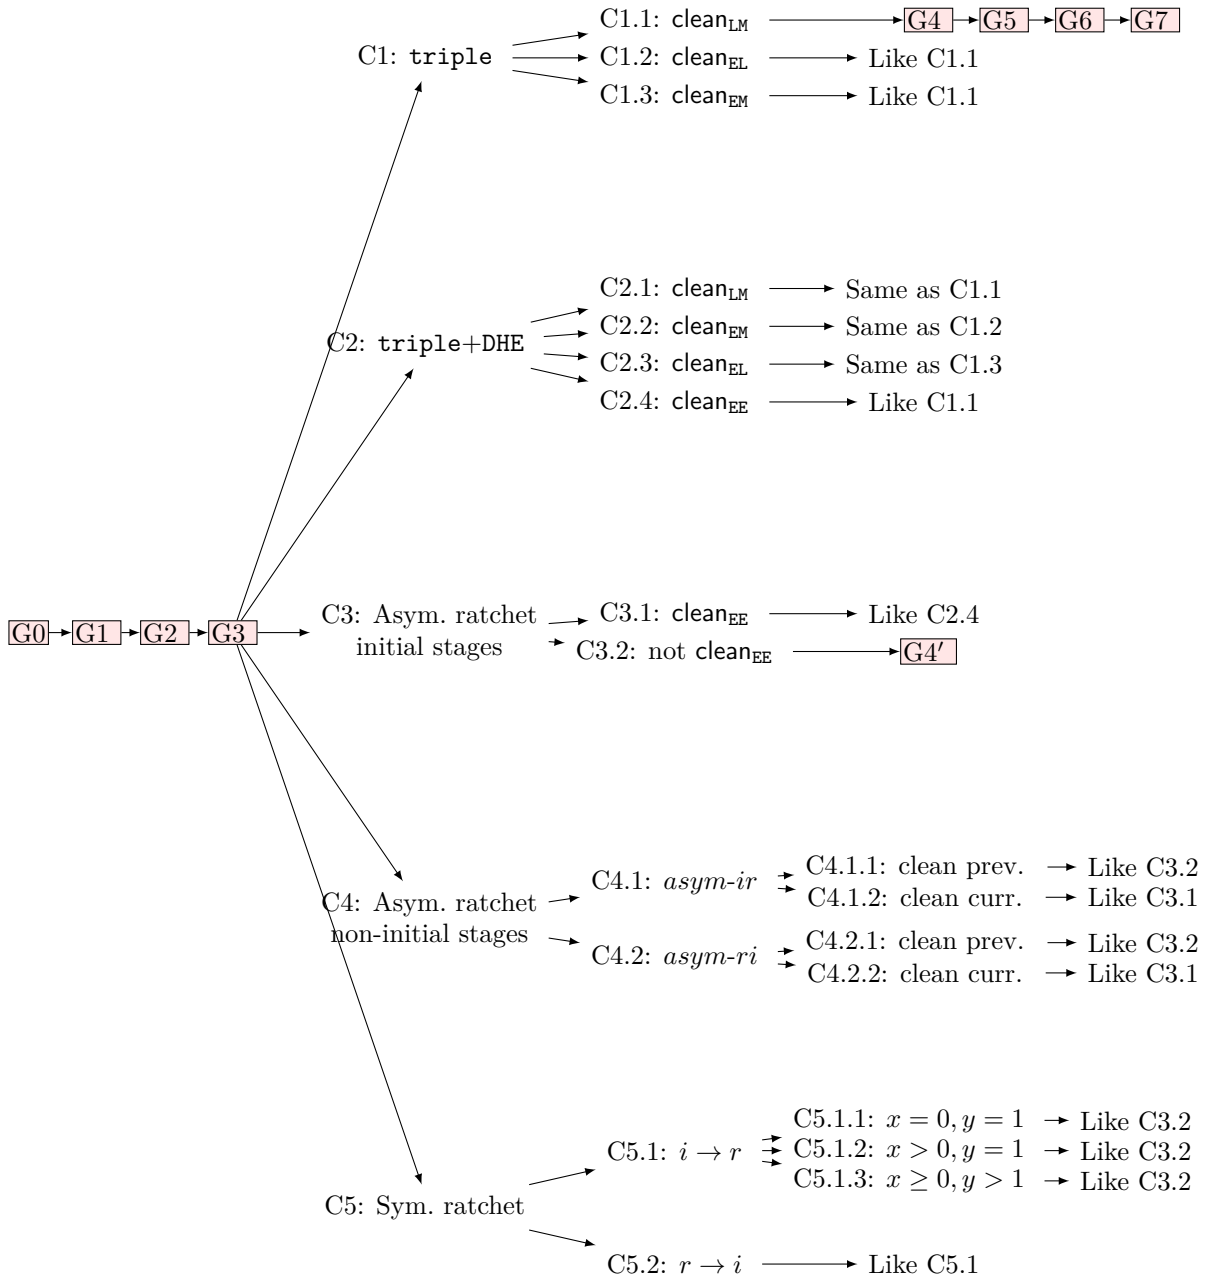 C1.1: clean_LM G4 G5 G6 G7
C1: triple C1.2: clean_EL Like C1.1
C1.3: clean_EM Like C1.1
C2.1: clean_LM Same as C1.1
C2.2: clean_EM Same as C1.2
C2: triple+DHE
C2.3: clean_EL Same as C1.3
C2.4: clean_EE Like C1.1
G0 G1 G2 G3
C3: Asym. ratchet
initial stages
C3.1: clean_EE Like C2.4
C3.2: not clean_EE G4′
C4: Asym. ratchet
non-initial stages
C4.1: asym-ir
C4.1.1: clean prev. Like C3.2
C4.1.2: clean curr. Like C3.1
C4.2: asym-ri
C4.2.1: clean prev. Like C3.2
C4.2.2: clean curr. Like C3.1
C5: Sym. ratchet
C5.1: i → r
C5.1.1: x = 0, y = 1 Like C3.2
C5.1.2: x > 0, y = 1 Like C3.2
C5.1.3: x ≥ 0, y > 1 Like C3.2
C5.2: r → i Like C5.1